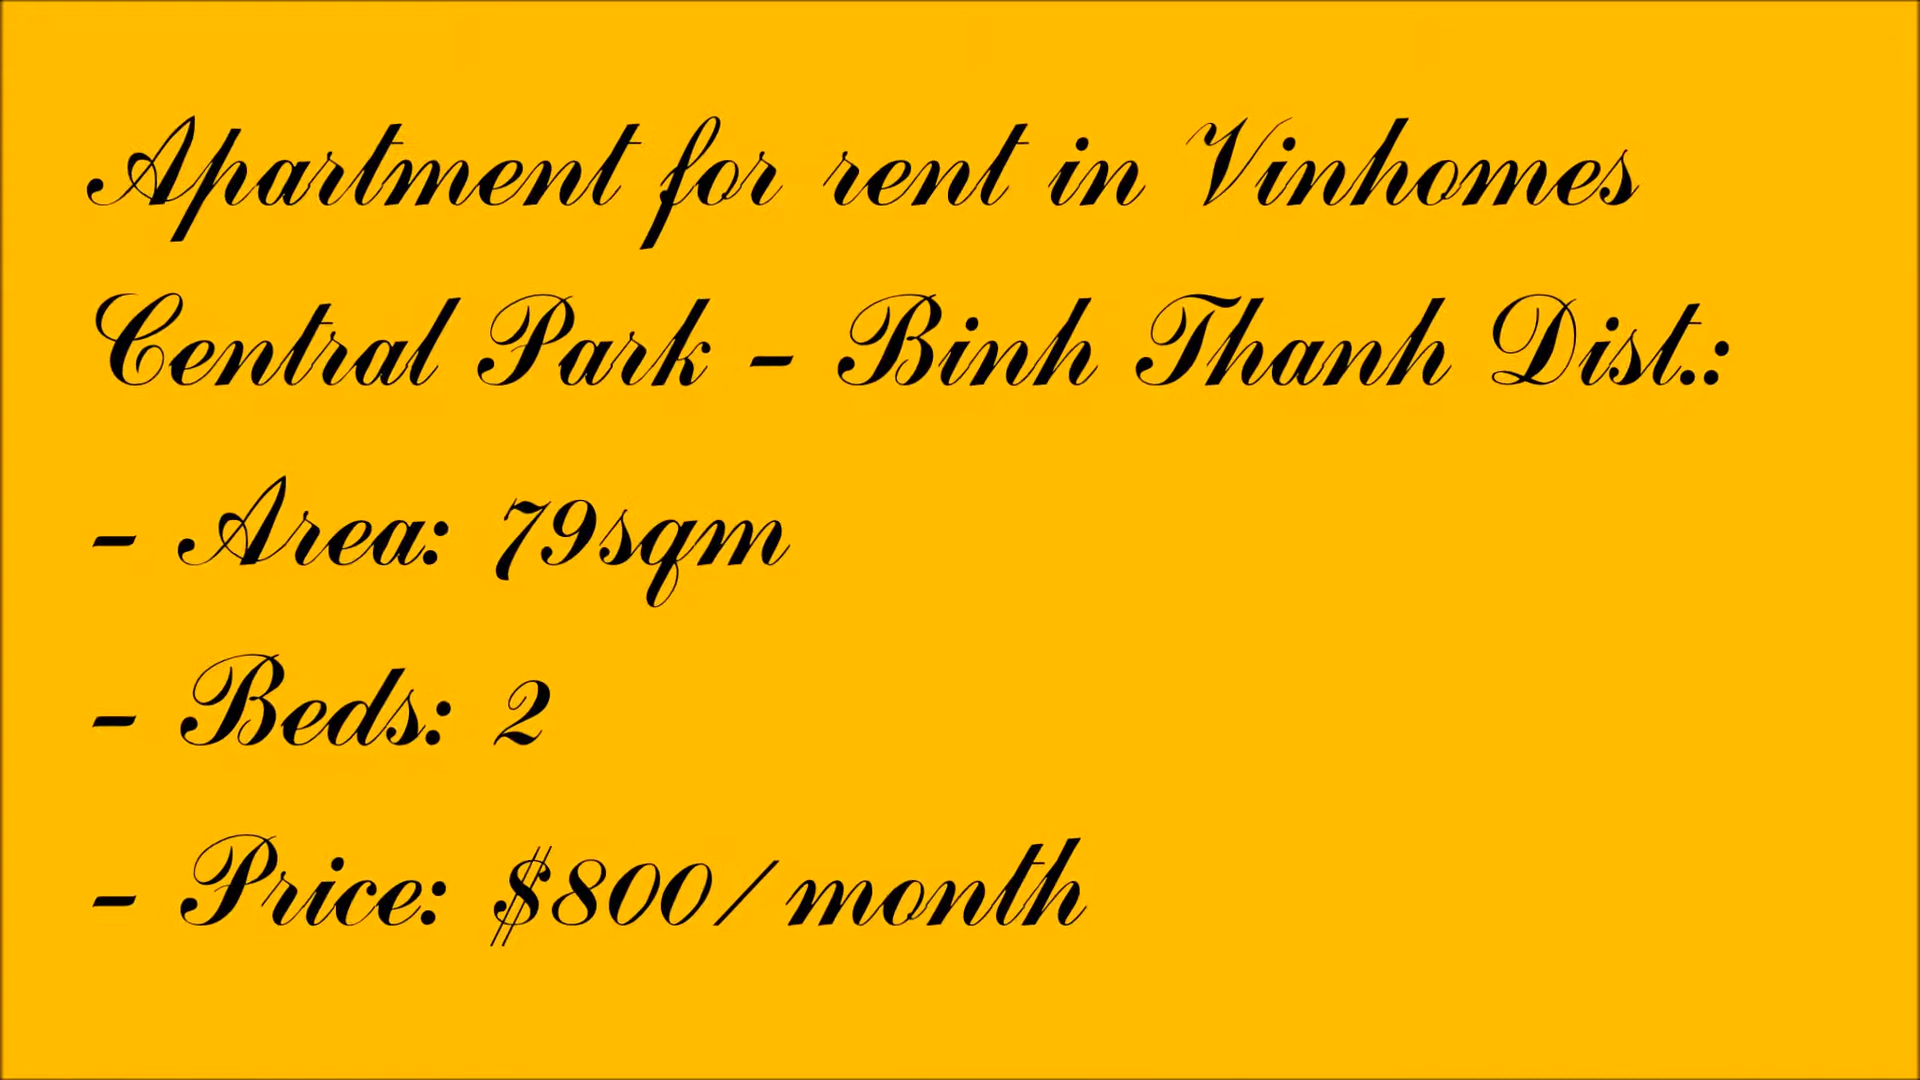 Apartment for rent in Vinhomes
Central Park - Binh Thanh Dist.:
- Area: 79sqm
- Beds: 2
- Price: $800/month